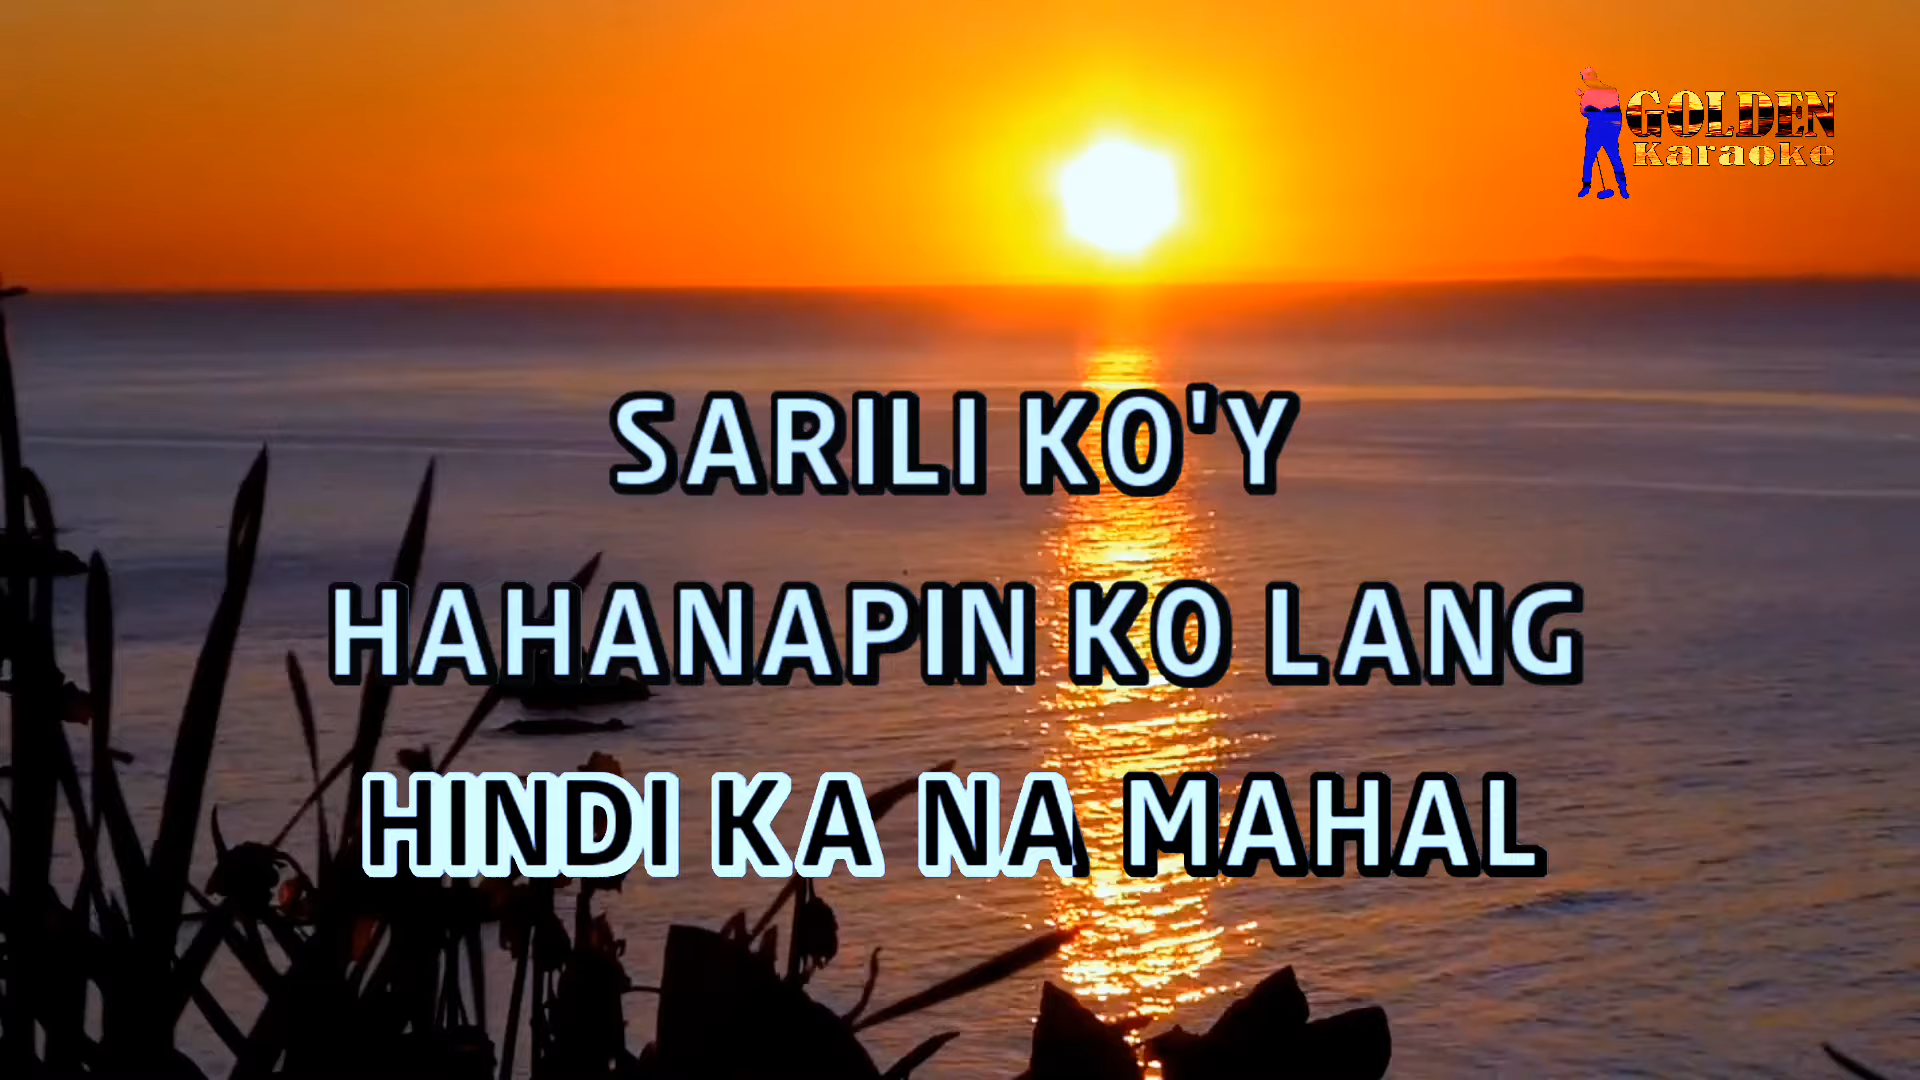 GOLDEN
Karaoke
SARILI KO'Y
HAHANAPIN KO LANG
HINDI KA NA MAHAL